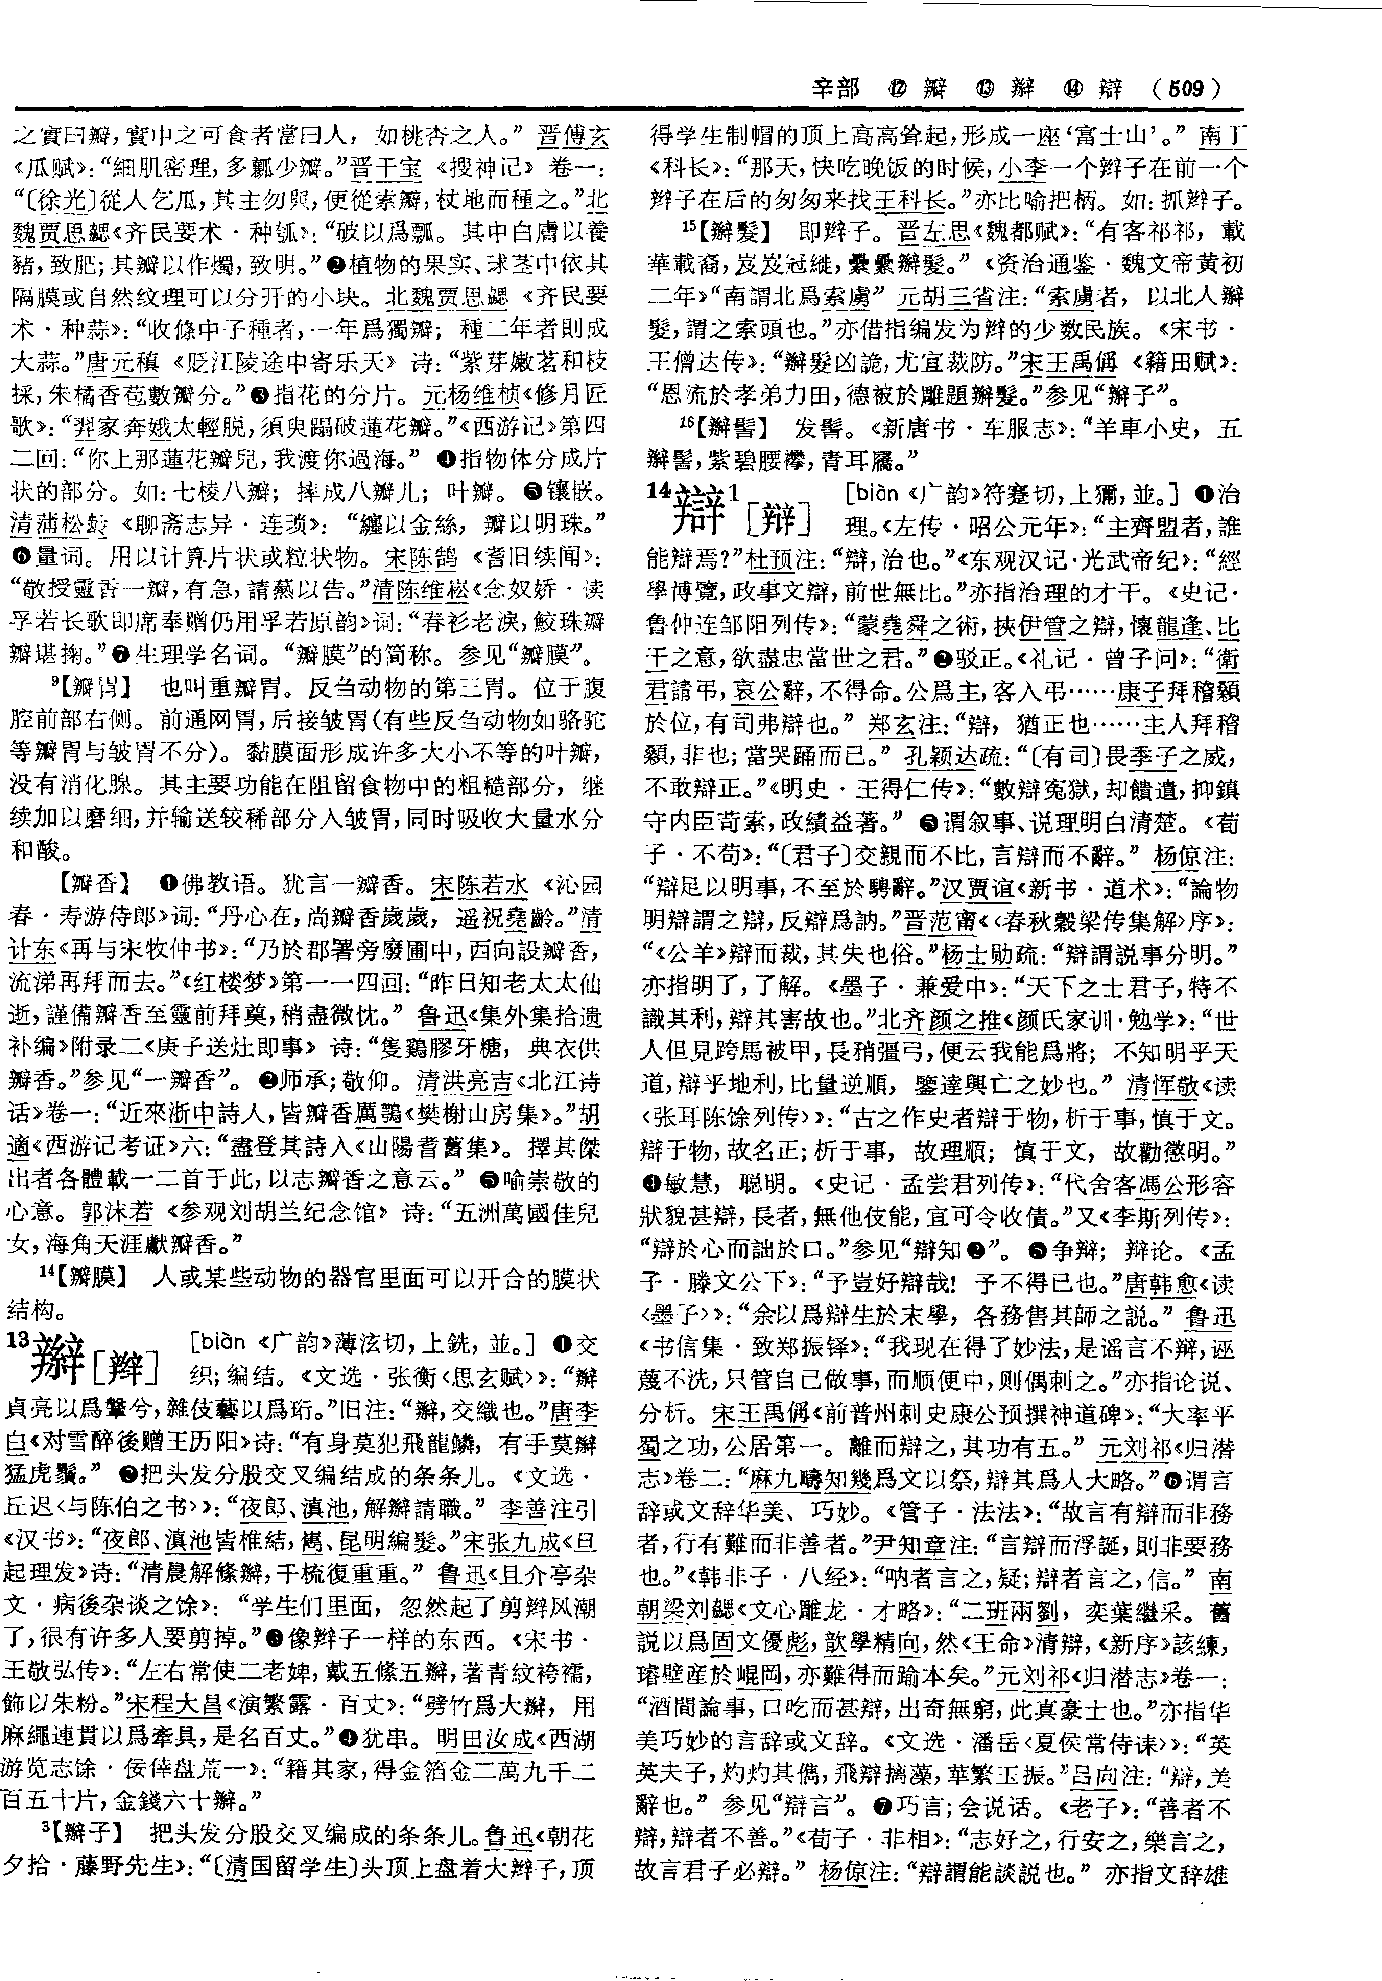 辛部 ⑫ 瓣 ⑬ 辮 ⑭ 辯 （509）
之實曰瓣，實中之可食者當曰人，如桃杏之人。”晋傅玄
《瓜赋》：“細肌密理，多瓤少瓣。”晋干宝《搜神记》卷一：
“〔徐光〕從人乞瓜，其主勿與，便從索瓣，杖地而種之。”北
魏贾思勰《齐民要术·种瓠》：“破以爲瓢。其中白膚以養
豬，致肥；其瓣以作燭，致明。”❷植物的果实、球茎中依其
隔膜或自然纹理可以分开的小块。北魏贾思勰《齐民要
术·种蒜》：“收條中子種者，一年爲獨瓣；種二年者則成
大蒜。”唐元稹《贬江陵途中寄乐天》诗：“紫芽嫩茗和枝
採，朱橘香苞數瓣分。”❸指花的分片。元杨维桢《修月匠
歌》：“羿家奔娥太輕脱，須臾蹋破蓮花瓣。”《西游记》第四
二回：“你上那蓮花瓣兒，我渡你過海。”❹指物体分成片
状的部分。如：七棱八瓣；摔成八瓣儿；叶瓣。❺镶嵌。
清蒲松龄《聊斋志异·连琐》：“纏以金絲，瓣以明珠。”
❻量词。用以计算片状或粒状物。宋陈鹄《耆旧续闻》：
“敬授靈香一瓣，有急，請爇以告。”清陈维崧《念奴娇·读
孚若长歌即席奉赠仍用孚若原韵》词：“春衫老淚，鮫珠瓣
瓣堪掬。”❼生理学名词。“瓣膜”的简称。参见“瓣膜”。
⁹【瓣胃】 也叫重瓣胃。反刍动物的第三胃。位于腹
腔前部右侧。前通网胃，后接皱胃（有些反刍动物如骆驼
等瓣胃与皱胃不分）。黏膜面形成许多大小不等的叶瓣，
没有消化腺。其主要功能在阻留食物中的粗糙部分，继
续加以磨细，并输送较稀部分入皱胃，同时吸收大量水分
和酸。
【瓣香】 ❶佛教语。犹言一瓣香。宋陈若水《沁园
春·寿游侍郎》词：“丹心在，尚瓣香歲歲，遥祝堯齡。”清
计东《再与宋牧仲书》：“乃於郡署旁廢圃中，西向設瓣香，
流涕再拜而去。”《红楼梦》第一一四回：“昨日知老太太仙
逝，謹備瓣香至靈前拜奠，稍盡微忱。”鲁迅《集外集拾遗
补编》附录二《庚子送灶即事》诗：“隻鷄膠牙糖，典衣供
瓣香。”参见“一瓣香”。❷师承；敬仰。清洪亮吉《北江诗
话》卷一：“近來浙中詩人，皆瓣香厲鶚《樊榭山房集》。”胡
適《西游记考证》六：“盡登其詩入《山陽耆舊集》。擇其傑
出者各體載一二首于此，以志瓣香之意云。”❸喻崇敬的
心意。郭沫若《参观刘胡兰纪念馆》诗：“五洲萬國佳兒
女，海角天涯獻瓣香。”
¹⁴【瓣膜】 人或某些动物的器官里面可以开合的膜状
结构。
13辮［辫］ ［biàn《广韵》薄泫切，上銑，並。］❶交
织；编结。《文选·张衡〈思玄赋〉》：“辮
貞亮以爲鞶兮，雜伎藝以爲珩。”旧注：“辮，交織也。”唐李
白《对雪醉後赠王历阳》诗：“有身莫犯飛龍鱗，有手莫辮
猛虎鬚。”❷把头发分股交叉编结成的条条儿。《文选·
丘迟〈与陈伯之书〉》：“夜郎、滇池，解辮請職。”李善注引
《汉书》：“夜郎、滇池皆椎結，嶲、昆明編髮。”宋张九成《旦
起理发》诗：“清晨解絛辮，千梳復重重。”鲁迅《且介亭杂
文·病後杂谈之馀》：“学生们里面，忽然起了剪辫风潮
了，很有许多人要剪掉。”❸像辫子一样的东西。《宋书·
王敬弘传》：“左右常使二老婢，戴五條五辮，著青紋袴襦，
飾以朱粉。”宋程大昌《演繁露·百丈》：“劈竹爲大辮，用
麻繩連貫以爲牽具，是名百丈。”❹犹串。明田汝成《西湖
游览志馀·佞倖盘荒一》：“籍其家，得金箔金二萬九千二
百五十片，金錢六十辮。”
³【辮子】 把头发分股交叉编成的条条儿。鲁迅《朝花
夕拾·藤野先生》：“〔清国留学生〕头顶上盘着大辫子，顶
得学生制帽的顶上高高耸起，形成一座‘富士山’。”南丁
《科长》：“那天，快吃晚饭的时候，小李一个辫子在前一个
辫子在后的匆匆来找王科长。”亦比喻把柄。如：抓辫子。
¹⁵【辮髮】 即辫子。晋左思《魏都赋》：“有客祁祁，載
華載裔，岌岌冠縰，纍纍辮髮。”《资治通鉴·魏文帝黄初
二年》“南謂北爲索虜”元胡三省注：“索虜者，以北人辮
髮，謂之索頭也。”亦借指编发为辫的少数民族。《宋书·
王僧达传》：“辮髮凶詭，尤宜裁防。”宋王禹偁《籍田赋》：
“恩流於孝弟力田，德被於雕題辮髮。”参见“辮子”。
¹⁶【辮髻】 发髻。《新唐书·车服志》：“羊車小史，五
辮髻，紫碧腰襻，青耳屩。”
14辯¹［辩］ ［biàn《广韵》符蹇切，上獮，並。］❶治
理。《左传·昭公元年》：“主齊盟者，誰
能辯焉？”杜预注：“辯，治也。”《东观汉记·光武帝纪》：“經
學博覽，政事文辯，前世無比。”亦指治理的才干。《史记·
鲁仲连邹阳列传》：“蒙堯舜之術，挾伊管之辯，懷龍逢、比
干之意，欲盡忠當世之君。”❷驳正。《礼记·曾子问》：“衛
君請弔，哀公辭，不得命。公爲主，客入弔……康子拜稽顙
於位，有司弗辯也。”郑玄注：“辯，猶正也……主人拜稽
顙，非也；當哭踊而已。”孔颖达疏：“〔有司〕畏季子之威，
不敢辯正。”《明史·王得仁传》：“數辯冤獄，却饋遺，抑鎮
守内臣苛索，政績益著。”❸谓叙事、说理明白清楚。《荀
子·不苟》：“〔君子〕交親而不比，言辯而不辭。”杨倞注：
“辯足以明事，不至於騁辭。”汉贾谊《新书·道术》：“論物
明辯謂之辯，反辯爲訥。”晋范甯《〈春秋榖梁传集解〉序》：
“《公羊》辯而裁，其失也俗。”杨士勋疏：“辯謂説事分明。”
亦指明了，了解。《墨子·兼爱中》：“天下之士君子，特不
識其利，辯其害故也。”北齐颜之推《颜氏家训·勉学》：“世
人但見跨馬被甲，長矟彊弓，便云我能爲將；不知明乎天
道，辯乎地利，比量逆順，鑒達興亡之妙也。”清恽敬《读
〈张耳陈馀列传〉》：“古之作史者辯于物，析于事，慎于文。
辯于物，故名正；析于事，故理順；慎于文，故勸懲明。”
❹敏慧，聪明。《史记·孟尝君列传》：“代舍客馮公形容
狀貌甚辯，長者，無他伎能，宜可令收債。”又《李斯列传》：
“辯於心而詘於口。”参见“辯知❷”。❺争辩；辩论。《孟
子·滕文公下》：“予豈好辯哉！予不得已也。”唐韩愈《读
〈墨子〉》：“余以爲辯生於末學，各務售其師之説。”鲁迅
《书信集·致郑振铎》：“我现在得了妙法，是谣言不辩，诬
蔑不洗，只管自己做事，而顺便中，则偶刺之。”亦指论说、
分析。宋王禹偁《前普州刺史康公预撰神道碑》：“大率平
蜀之功，公居第一。離而辯之，其功有五。”元刘祁《归潜
志》卷二：“麻九疇知幾爲文以祭，辯其爲人大略。”❻谓言
辞或文辞华美、巧妙。《管子·法法》：“故言有辯而非務
者，行有難而非善者。”尹知章注：“言辯而浮誕，則非要務
也。”《韩非子·八经》：“呐者言之，疑；辯者言之，信。”南
朝梁刘勰《文心雕龙·才略》：“二班兩劉，奕葉繼采。舊
説以爲固文優彪，歆學精向，然《王命》清辯，《新序》該練，
璿璧産於崐岡，亦難得而踰本矣。”元刘祁《归潜志》卷一：
“酒間論事，口吃而甚辯，出奇無窮，此真豪士也。”亦指华
美巧妙的言辞或文辞。《文选·潘岳〈夏侯常侍诔〉》：“英
英夫子，灼灼其儁，飛辯摛藻，華繁玉振。”吕向注：“辯，美
辭也。”参见“辯言”。❼巧言；会说话。《老子》：“善者不
辯，辯者不善。”《荀子·非相》：“志好之，行安之，樂言之，
故言君子必辯。”杨倞注：“辯謂能談説也。”亦指文辞雄